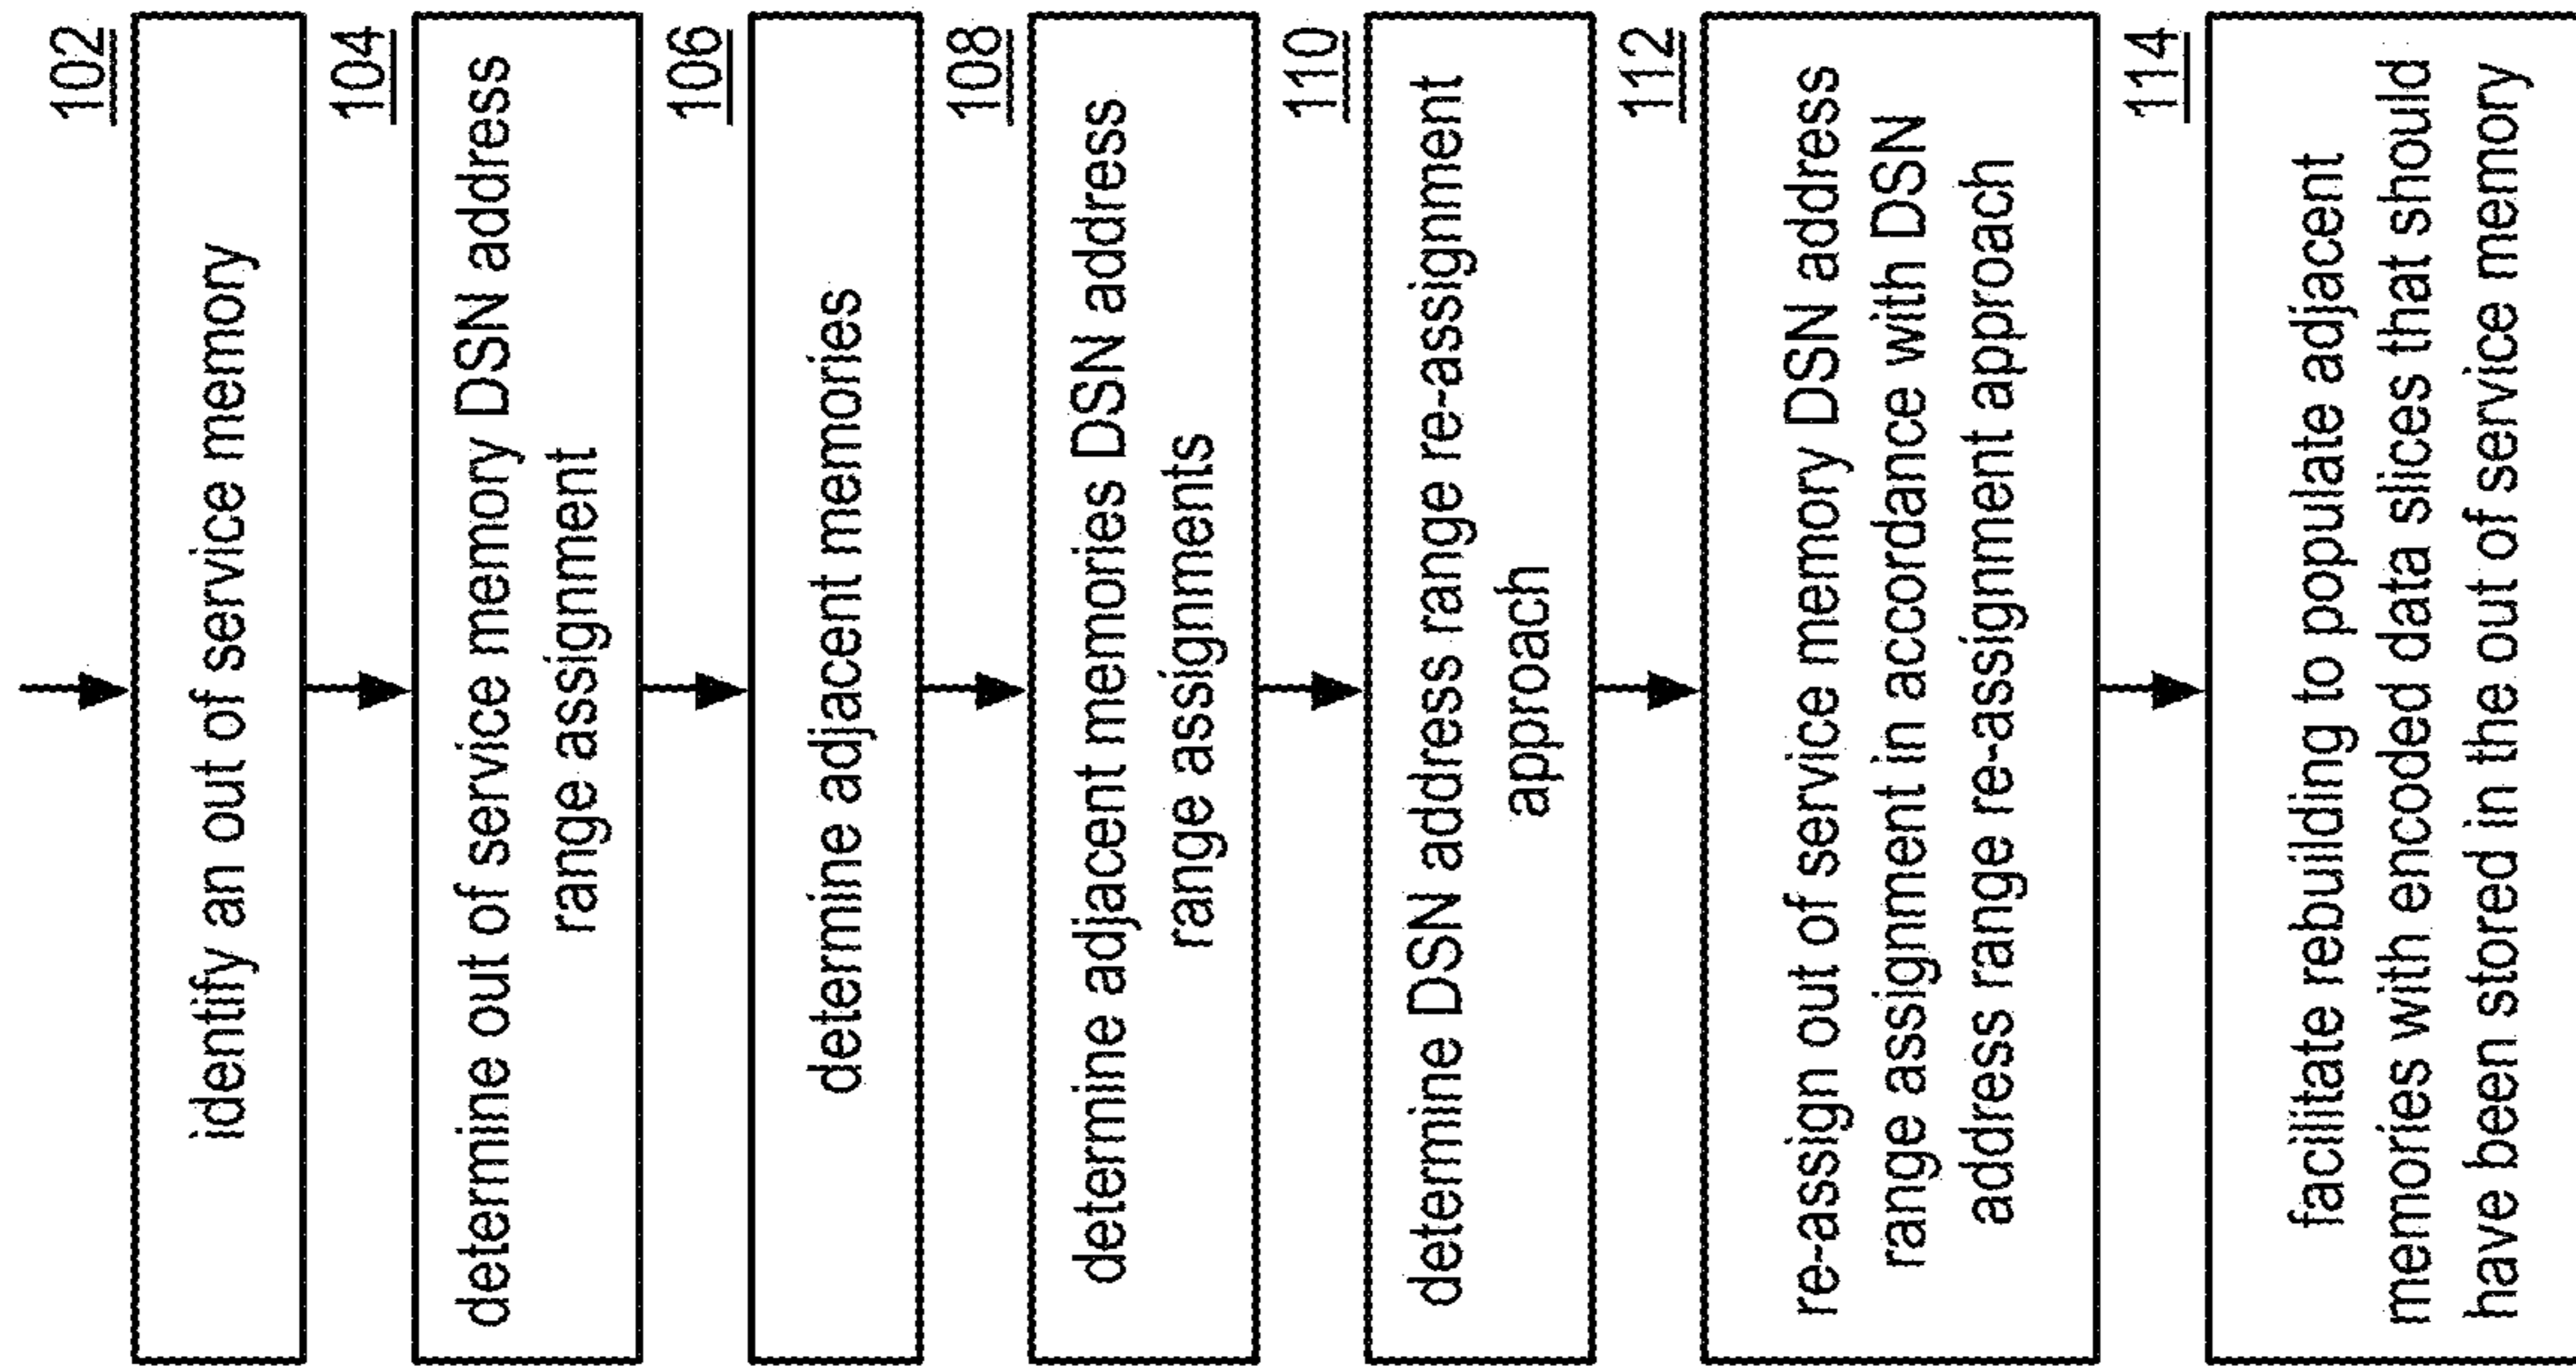 102
identify an out of service memory
104
determine out of service memory DSN address
range assignment
106
determine adjacent memories
108
determine adjacent memories DSN address
range assignments
110
determine DSN address range re-assignment
approach
112
re-assign out of service memory DSN address
range assignment in accordance with DSN
address range re-assignment approach
114
facilitate rebuilding to populate adjacent
memories with encoded data slices that should
have been stored in the out of service memory